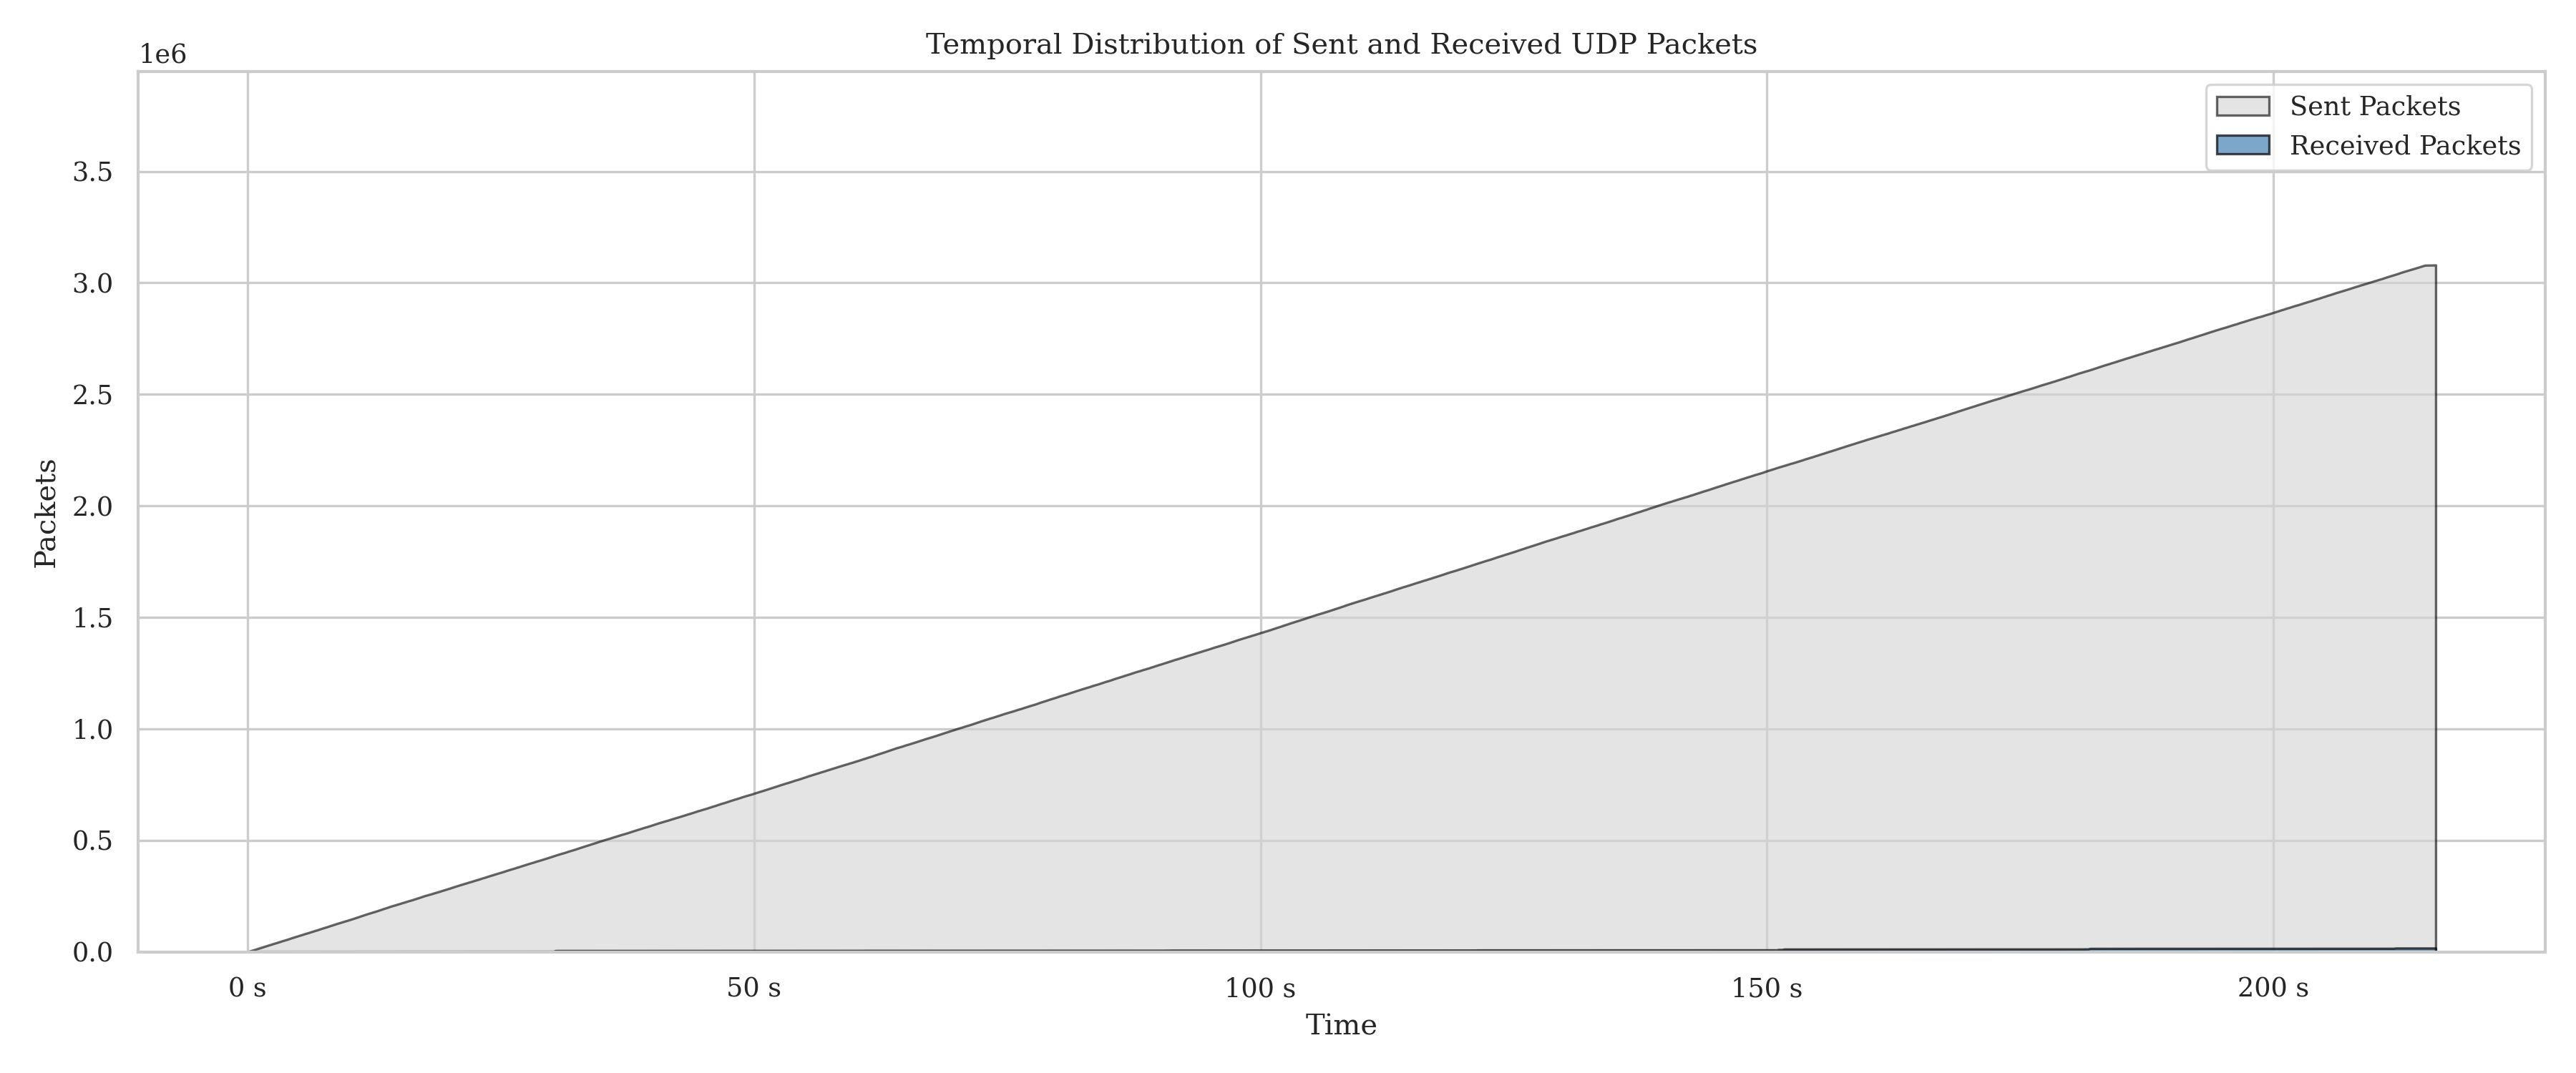 Temporal Distribution of Sent and Received UDP Packets
1e6
Sent Packets
Received Packets
3.5
3.0
2.5
2.0
1.5
1.0
0.5
0.0
Packets
0 s
50 s
100 s
150 s
200 s
Time